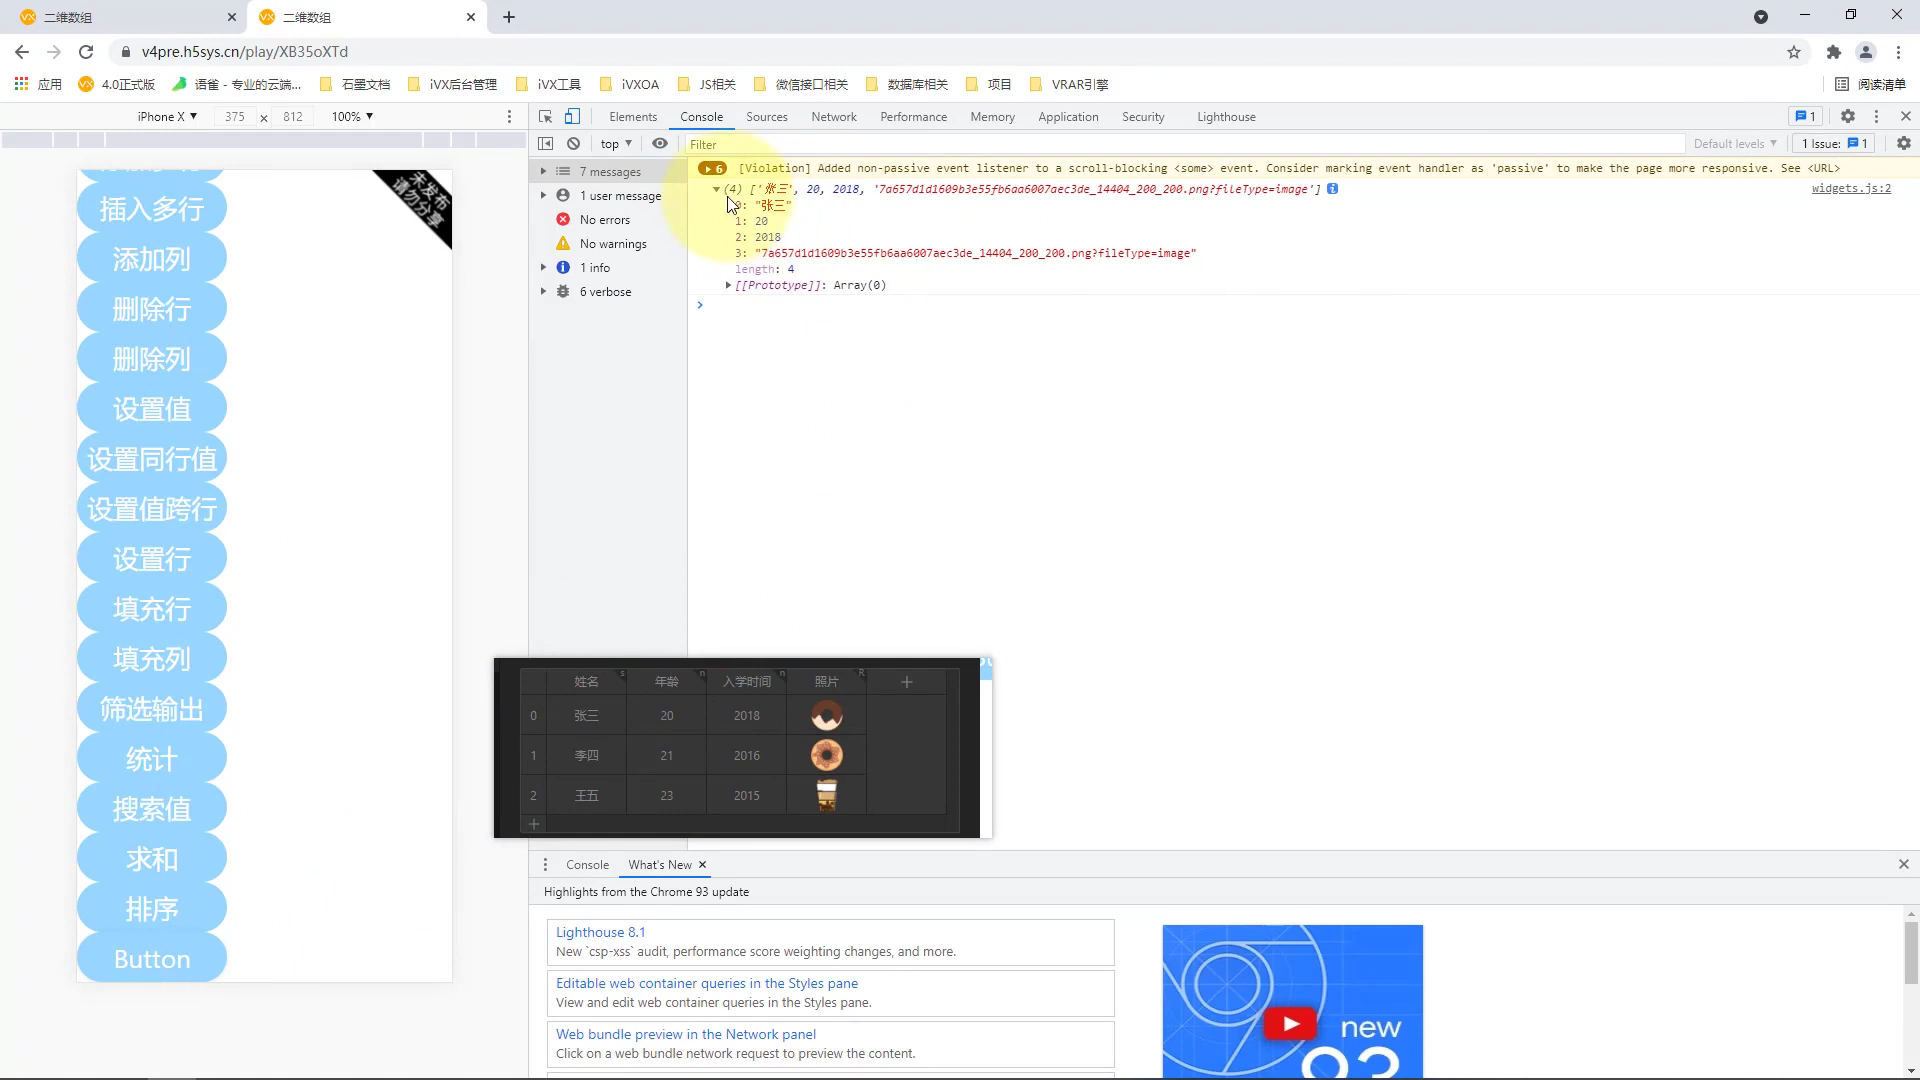 二维数组
二维数组
v4pre.h5sys.cn/play/XB35oXTd
应用
4.0正式版
语雀 - 专业的云端...
石墨文档
iVX后台管理
iVX工具
iVXOA
JS相关
微信接口相关
数据库相关
项目
VRAR引擎
阅读清单
iPhone X ▼
375 x 812
100% ▼
Elements
Console
Sources
Network
Performance
Memory
Application
Security
Lighthouse
1
top ▼
Filter
Default levels ▼
1 Issue: 1
7 messages
1 user message
No errors
No warnings
1 info
6 verbose
6 [Violation] Added non-passive event listener to a scroll-blocking <some> event. Consider marking event handler as 'passive' to make the page more responsive. See <URL>
(4) ['张三', 20, 2018, '7a657d1d1609b3e55fb6aa6007aec3de_14404_200_200.png?fileType=image']
widgets.js:2
0: "张三"
1: 20
2: 2018
3: "7a657d1d1609b3e55fb6aa6007aec3de_14404_200_200.png?fileType=image"
length: 4
[[Prototype]]: Array(0)
未发布
请勿分享
插入多行
添加列
删除行
删除列
设置值
设置同行值
设置值跨行
设置行
填充行
填充列
筛选输出
统计
搜索值
求和
排序
Button
姓名 s 年龄 n 入学时间 n 照片 R +
0 张三 20 2018
1 李四 21 2016
2 王五 23 2015
+
Console
What's New
Highlights from the Chrome 93 update
Lighthouse 8.1
New `csp-xss` audit, performance score weighting changes, and more.
Editable web container queries in the Styles pane
View and edit web container queries in the Styles pane.
Web bundle preview in the Network panel
Click on a web bundle network request to preview the content.
new
93